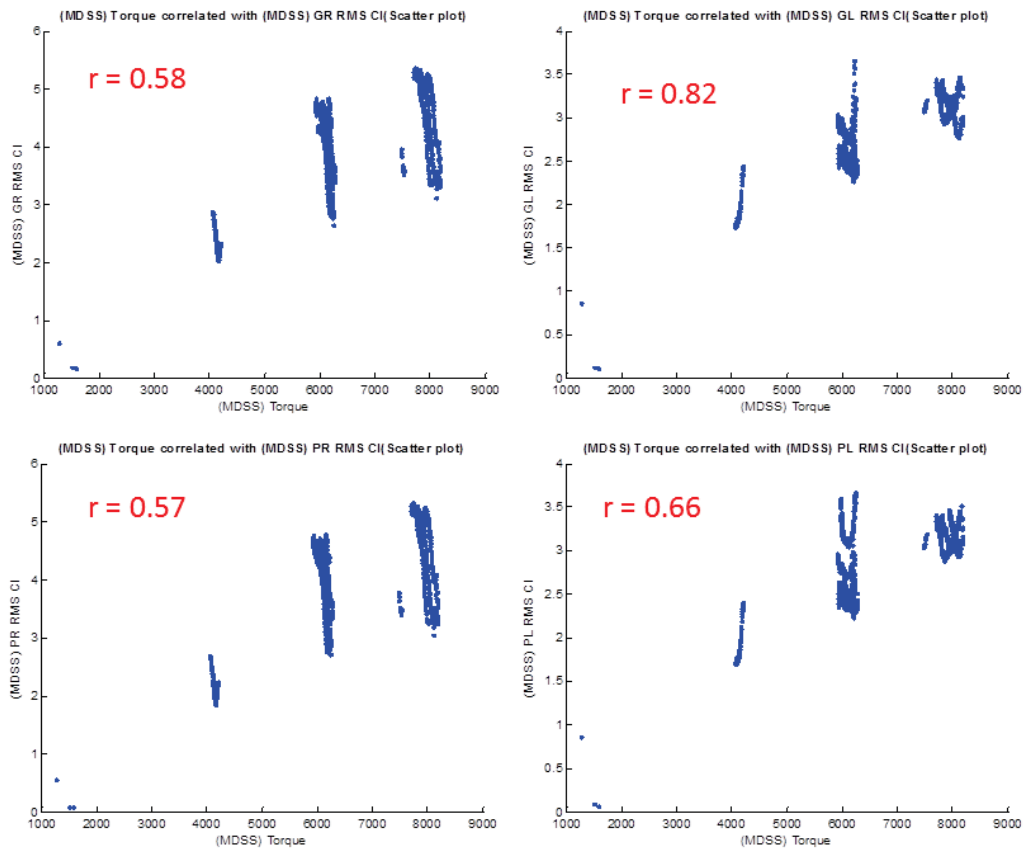 (MDSS) Torque correlated with (MDSS) GR RMS CI(Scatter plot)
6
5
4
3
2
1
0
(MDSS) GR RMS CI
r = 0.58
1000 2000 3000 4000 5000 6000 7000 8000 9000
(MDSS) Torque
(MDSS) Torque correlated with (MDSS) GL RMS CI(Scatter plot)
4
3.5
3
2.5
2
1.5
1
0.5
0
(MDSS) GL RMS CI
r = 0.82
1000 2000 3000 4000 5000 6000 7000 8000 9000
(MDSS) Torque
(MDSS) Torque correlated with (MDSS) PR RMS CI(Scatter plot)
6
5
4
3
2
1
0
(MDSS) PR RMS CI
r = 0.57
1000 2000 3000 4000 5000 6000 7000 8000 9000
(MDSS) Torque
(MDSS) Torque correlated with (MDSS) PL RMS CI(Scatter plot)
4
3.5
3
2.5
2
1.5
1
0.5
0
(MDSS) PL RMS CI
r = 0.66
1000 2000 3000 4000 5000 6000 7000 8000 9000
(MDSS) Torque